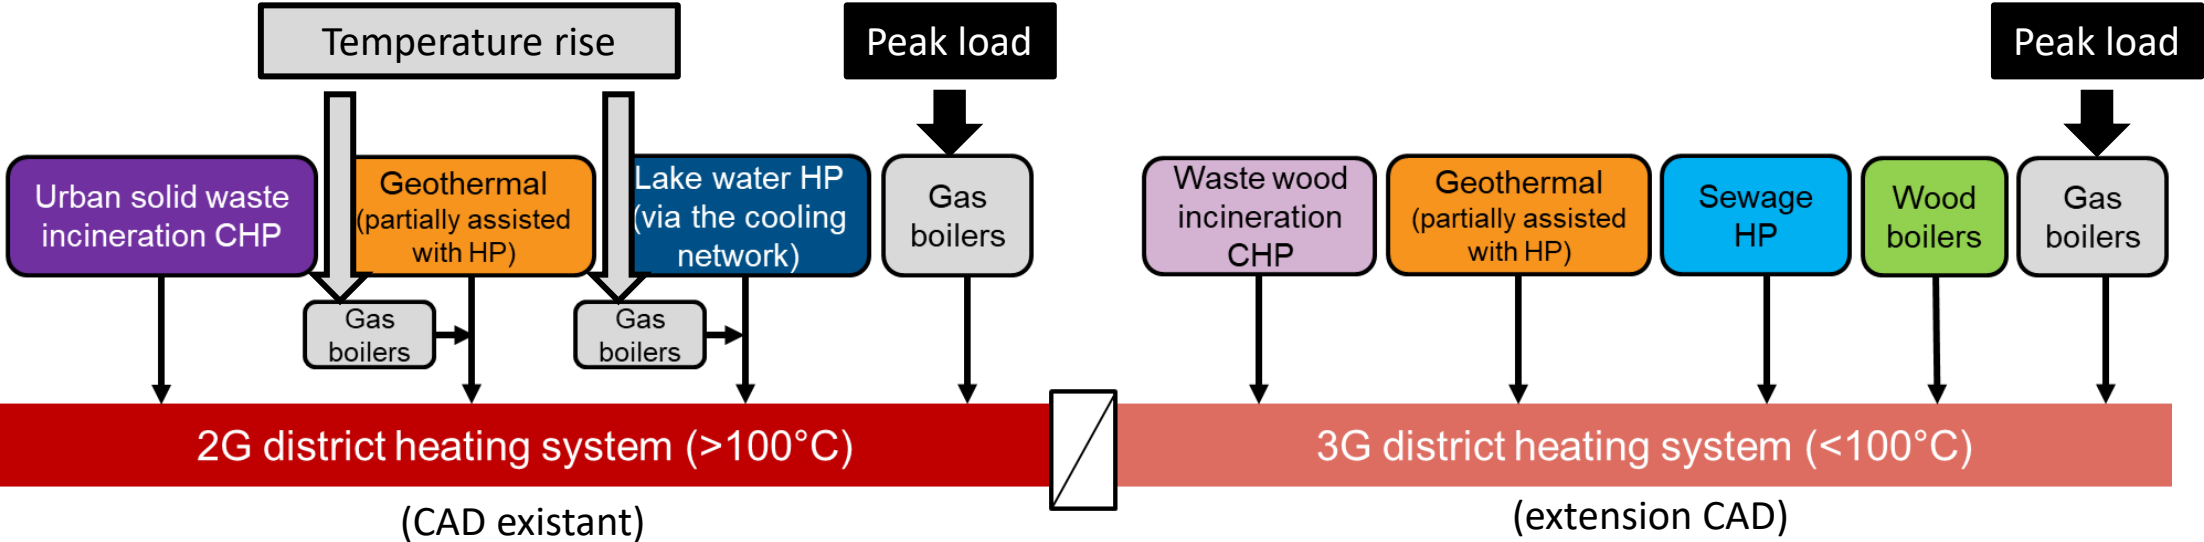 Temperature rise
Peak load
Peak load
Urban solid waste
incineration CHP
Geothermal
(partially assisted
with HP)
Lake water HP
(via the cooling
network)
Gas
boilers
Waste wood
incineration
CHP
Geothermal
(partially assisted
with HP)
Sewage
HP
Wood
boilers
Gas
boilers
Gas
boilers
Gas
boilers
2G district heating system (>100°C)
3G district heating system (<100°C)
(CAD existant)
(extension CAD)